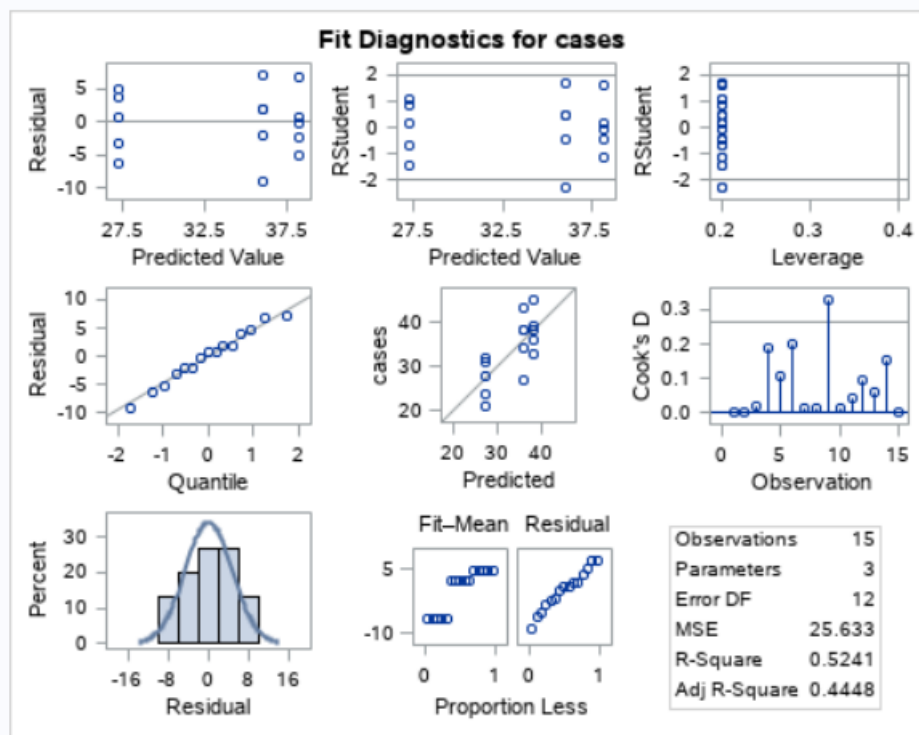 Fit Diagnostics for cases
Residual
5
0
-5
-10
27.5 32.5 37.5
Predicted Value
RStudent
2
1
0
-1
-2
27.5 32.5 37.5
Predicted Value
RStudent
2
1
0
-1
-2
0.2 0.3 0.4
Leverage
Residual
10
5
0
-5
-10
-2 -1 0 1 2
Quantile
cases
40
30
20
20 30 40
Predicted
Cook's D
0.3
0.2
0.1
0.0
0 5 10 15
Observation
Percent
30
20
10
0
-16 -8 0 8 16
Residual
Fit–Mean Residual
5
-10
0 1 0 1
Proportion Less
Observations 15
Parameters 3
Error DF 12
MSE 25.633
R-Square 0.5241
Adj R-Square 0.4448